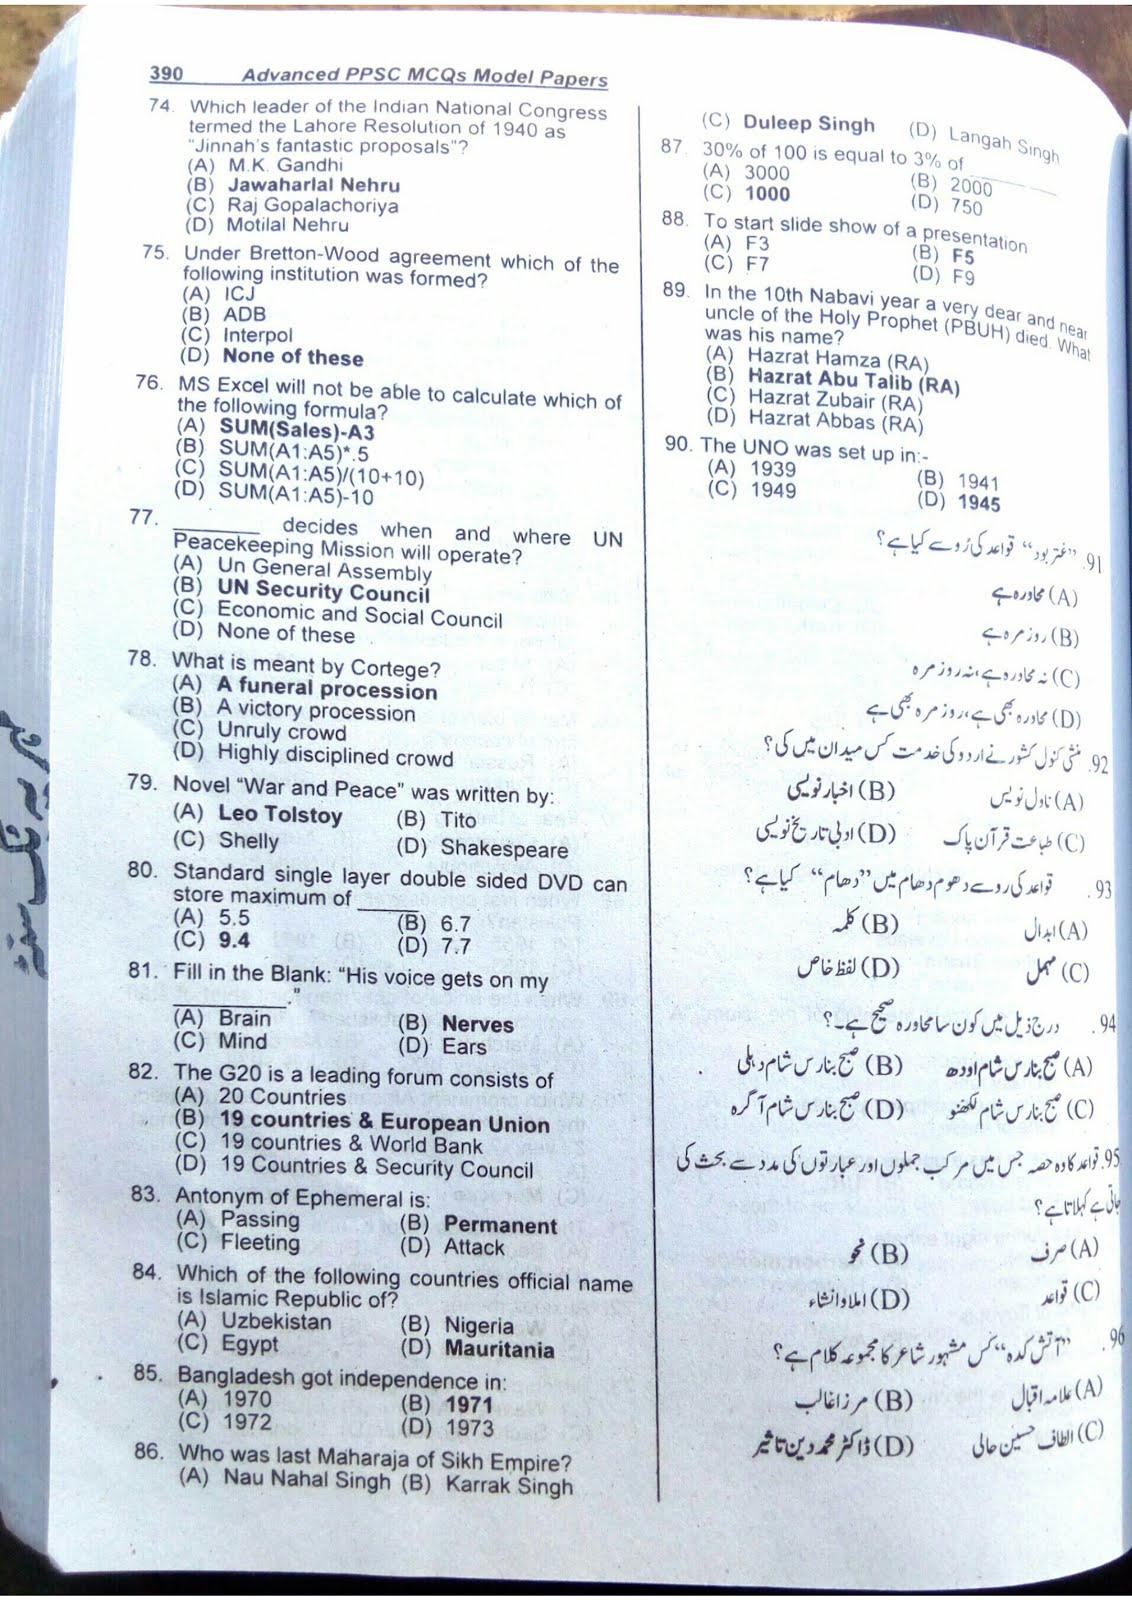 390 Advanced PPSC MCQs Model Papers
74. Which leader of the Indian National Congress
termed the Lahore Resolution of 1940 as
"Jinnah's fantastic proposals"?
(A) M.K. Gandhi
(B) Jawaharlal Nehru
(C) Raj Gopalachoriya
(D) Motilal Nehru
75. Under Bretton-Wood agreement which of the
following institution was formed?
(A) ICJ
(B) ADB
(C) Interpol
(D) None of these
76. MS Excel will not be able to calculate which of
the following formula?
(A) SUM(Sales)-A3
(B) SUM(A1:A5)*.5
(C) SUM(A1:A5)/(10+10)
(D) SUM(A1:A5)-10
77. ________ decides when and where UN
Peacekeeping Mission will operate?
(A) Un General Assembly
(B) UN Security Council
(C) Economic and Social Council
(D) None of these
78. What is meant by Cortege?
(A) A funeral procession
(B) A victory procession
(C) Unruly crowd
(D) Highly disciplined crowd
79. Novel "War and Peace" was written by:
(A) Leo Tolstoy (B) Tito
(C) Shelly (D) Shakespeare
80. Standard single layer double sided DVD can
store maximum of ______
(A) 5.5 (B) 6.7
(C) 9.4 (D) 7.7
81. Fill in the Blank: "His voice gets on my
__________."
(A) Brain (B) Nerves
(C) Mind (D) Ears
82. The G20 is a leading forum consists of
(A) 20 Countries
(B) 19 countries & European Union
(C) 19 countries & World Bank
(D) 19 Countries & Security Council
83. Antonym of Ephemeral is:
(A) Passing (B) Permanent
(C) Fleeting (D) Attack
84. Which of the following countries official name
is Islamic Republic of?
(A) Uzbekistan (B) Nigeria
(C) Egypt (D) Mauritania
85. Bangladesh got independence in:
(A) 1970 (B) 1971
(C) 1972 (D) 1973
86. Who was last Maharaja of Sikh Empire?
(A) Nau Nahal Singh (B) Karrak Singh
(C) Duleep Singh (D) Langah Singh
87. 30% of 100 is equal to 3% of ________
(A) 3000 (B) 2000
(C) 1000 (D) 750
88. To start slide show of a presentation
(A) F3 (B) F5
(C) F7 (D) F9
89. In the 10th Nabavi year a very dear and near
uncle of the Holy Prophet (PBUH) died. What
was his name?
(A) Hazrat Hamza (RA)
(B) Hazrat Abu Talib (RA)
(C) Hazrat Zubair (RA)
(D) Hazrat Abbas (RA)
90. The UNO was set up in:-
(A) 1939 (B) 1941
(C) 1949 (D) 1945
91. "غتر بود" قواعد کی رُو سے کیا ہے؟
(A) محاورہ ہے
(B) روزمرہ ہے
(C) نہ محاورہ ہے، نہ روزمرہ
(D) محاورہ بھی ہے، روزمرہ بھی ہے
92. منشی کنول کشور نے اردو کی خدمت کس میدان میں کی؟
(A) ناول نویس (B) اخبار نویسی
(C) طباعت قرآن پاک (D) ادبی تاریخ نویسی
93. قواعد کی رو سے دھوم دھام میں "دھام" کیا ہے؟
(A) ابدال (B) کلمہ
(C) مہمل (D) لفظ خاص
94. درج ذیل میں کون سا محاورہ صحیح ہے۔؟
(A) صبح بنارس شام اودھ (B) صبح بنارس شام دہلی
(C) صبح بنارس شام لکھنو (D) صبح بنارس شام آگرہ
95. قواعد کا وہ حصہ جس میں مرکب جملوں اور عبارتوں کی مدد سے بحث کی
جاتی ہے کہلاتا ہے؟
(A) صرف (B) نحو
(C) قواعد (D) املا و انشاء
96. "آتش کدہ" کس مشہور شاعر کا مجموعہ کلام ہے؟
(A) علامہ اقبال (B) مرزا غالب
(C) الطاف حسین حالی (D) ڈاکٹر محمد دین تاثیر